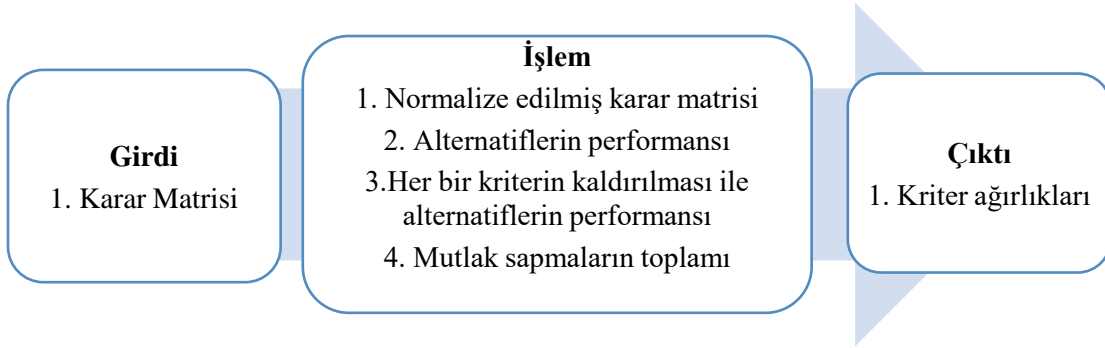 Girdi
1. Karar Matrisi
İşlem
1. Normalize edilmiş karar matrisi
2. Alternatiflerin performansı
3.Her bir kriterin kaldırılması ile
alternatiflerin performansı
4. Mutlak sapmaların toplamı
Çıktı
1. Kriter ağırlıkları